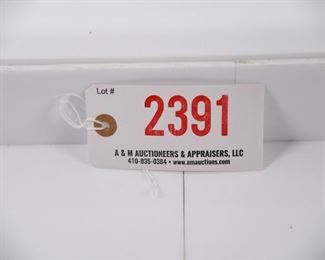 Lot #
2391
A & M AUCTIONEERS & APPRAISERS, LLC
410-835-0384 • www.amauctions.com